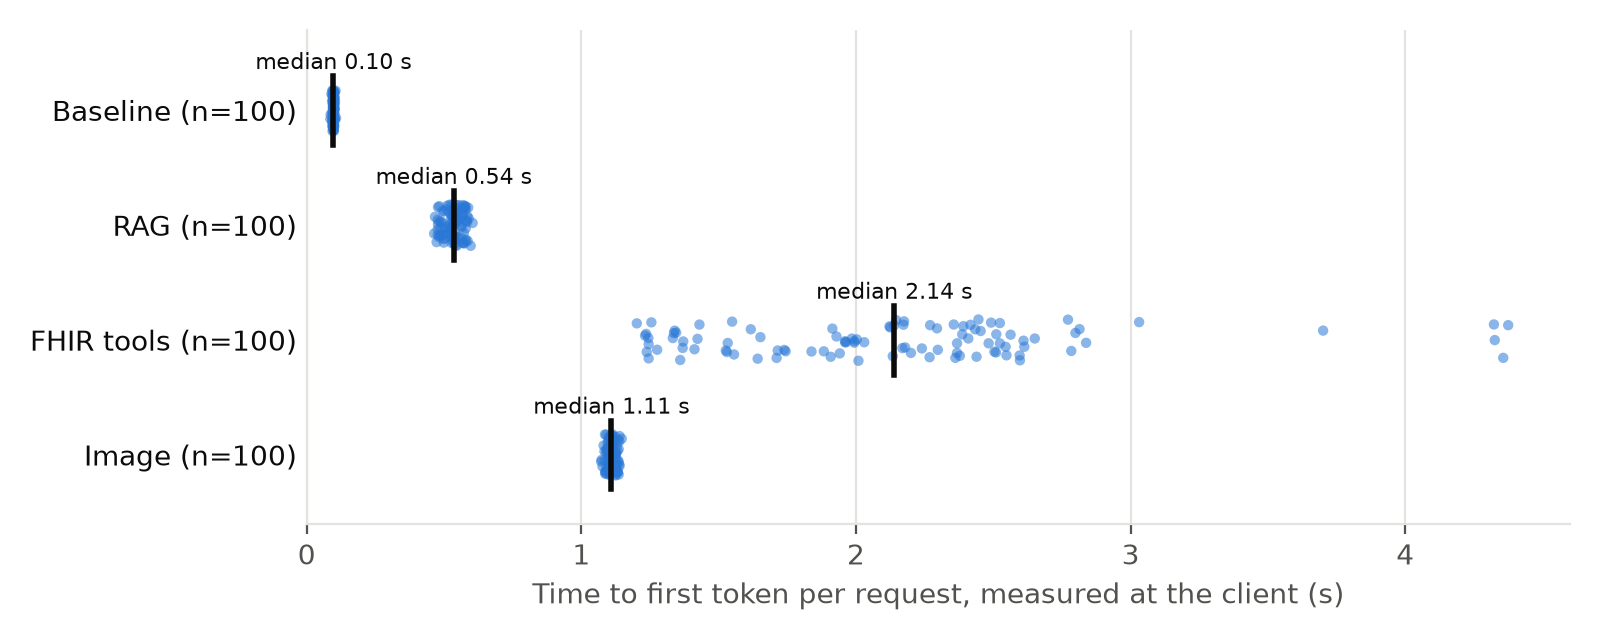 median 0.10 s
Baseline (n=100)
median 0.54 s
RAG (n=100)
median 2.14 s
FHIR tools (n=100)
median 1.11 s
Image (n=100)
0 1 2 3 4
Time to first token per request, measured at the client (s)